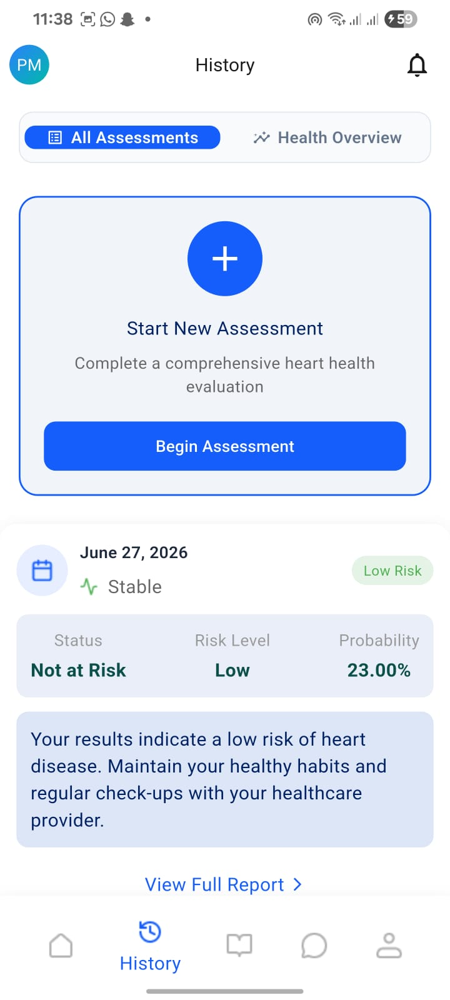 11:38
59
PM
History
All Assessments
Health Overview
Start New Assessment
Complete a comprehensive heart health
evaluation
Begin Assessment
June 27, 2026
Stable
Low Risk
Status Risk Level Probability
Not at Risk Low 23.00%
Your results indicate a low risk of heart
disease. Maintain your healthy habits and
regular check-ups with your healthcare
provider.
View Full Report
History